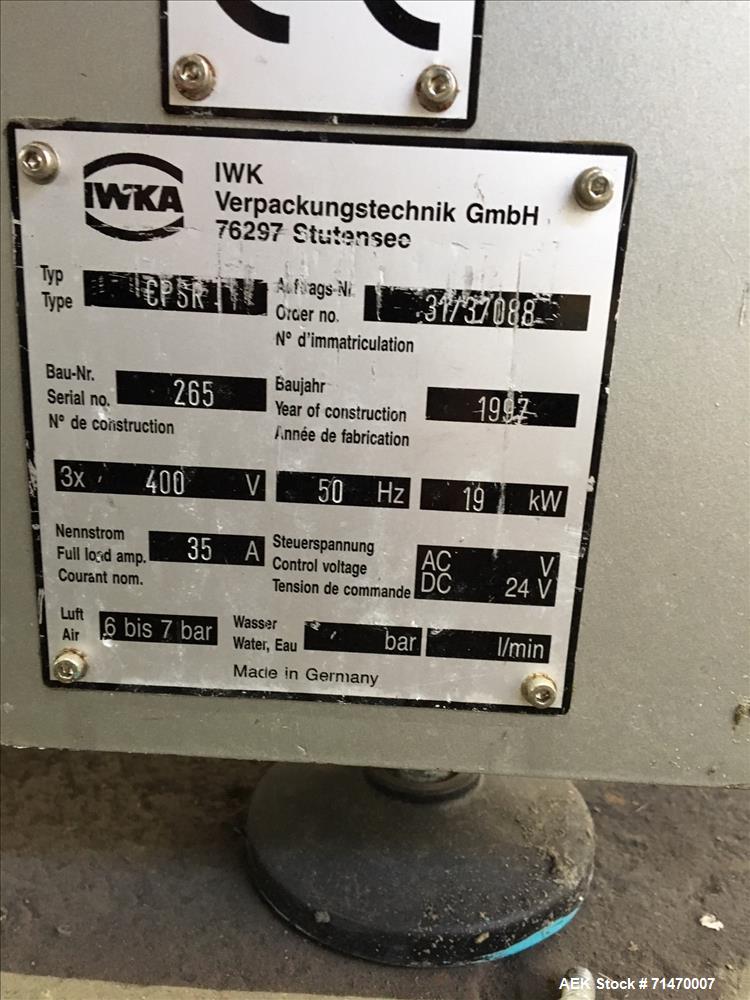 IWKA
IWK
Verpackungstechnik GmbH
76297 Stutensee
Typ
Type
CPSR
Auftrags-Nr.
Order no.
N° d'immatriculation
31/37088
Bau-Nr.
Serial no.
N° de construction
265
Baujahr
Year of construction
Année de fabrication
1997
3x 400 V
50 Hz
19 kW
Nennstrom
Full load amp.
Courant nom.
35 A
Steuerspannung
Control voltage
Tension de commande
AC V
DC 24 V
Luft
Air
6 bis 7 bar
Wasser
Water, Eau
bar
l/min
Made in Germany
AEK Stock #71470007